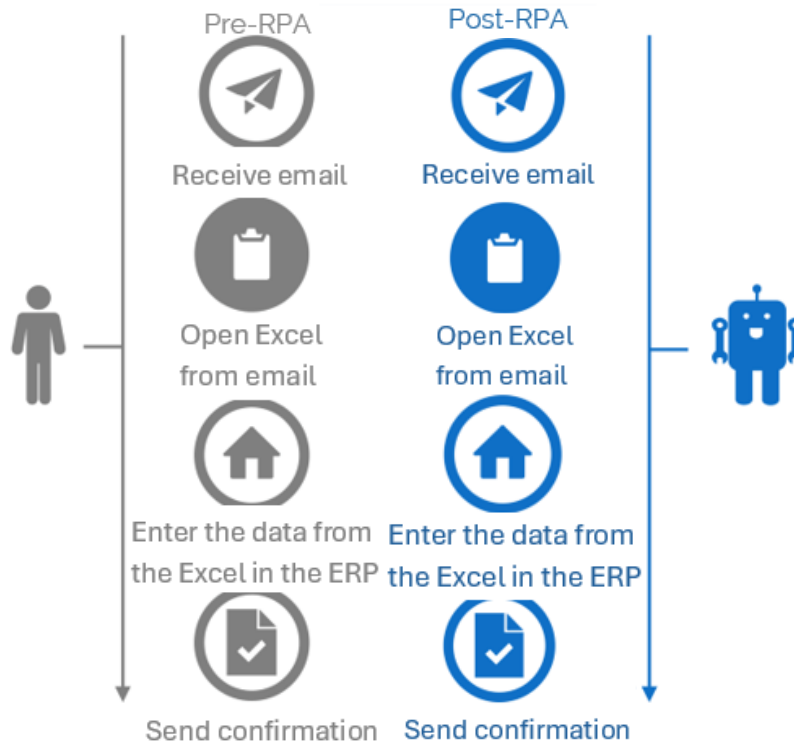 Pre-RPA
Receive email
Open Excel
from email
Enter the data from
the Excel in the ERP
Send confirmation
Post-RPA
Receive email
Open Excel
from email
Enter the data from
the Excel in the ERP
Send confirmation